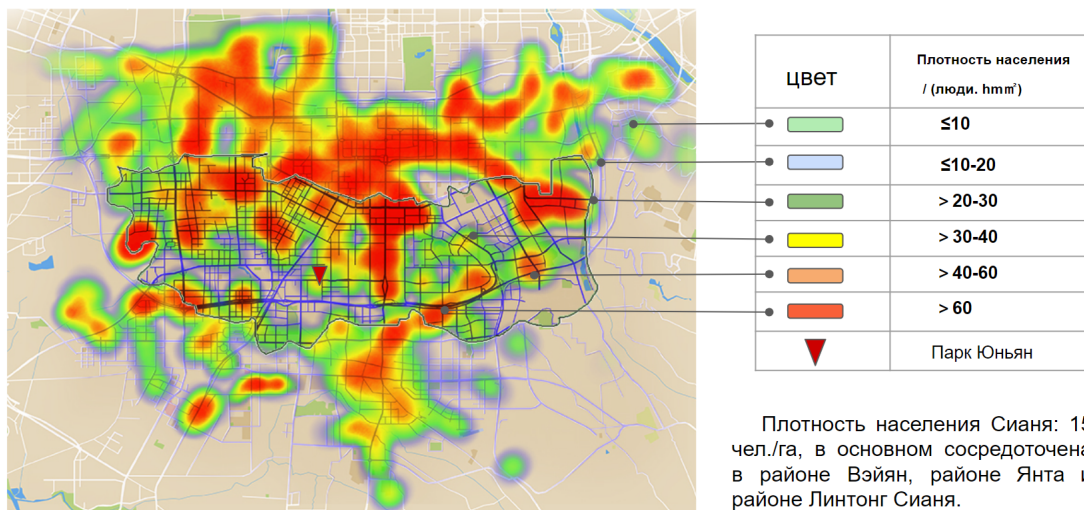 цвет
Плотность населения
/ (люди. hm㎡)
≤10
≤10-20
> 20-30
> 30-40
> 40-60
> 60
Парк Юньян
Плотность населения Сианя: 15
чел./га, в основном сосредоточена
в районе Вэйян, районе Янта и
районе Линтонг Сианя.